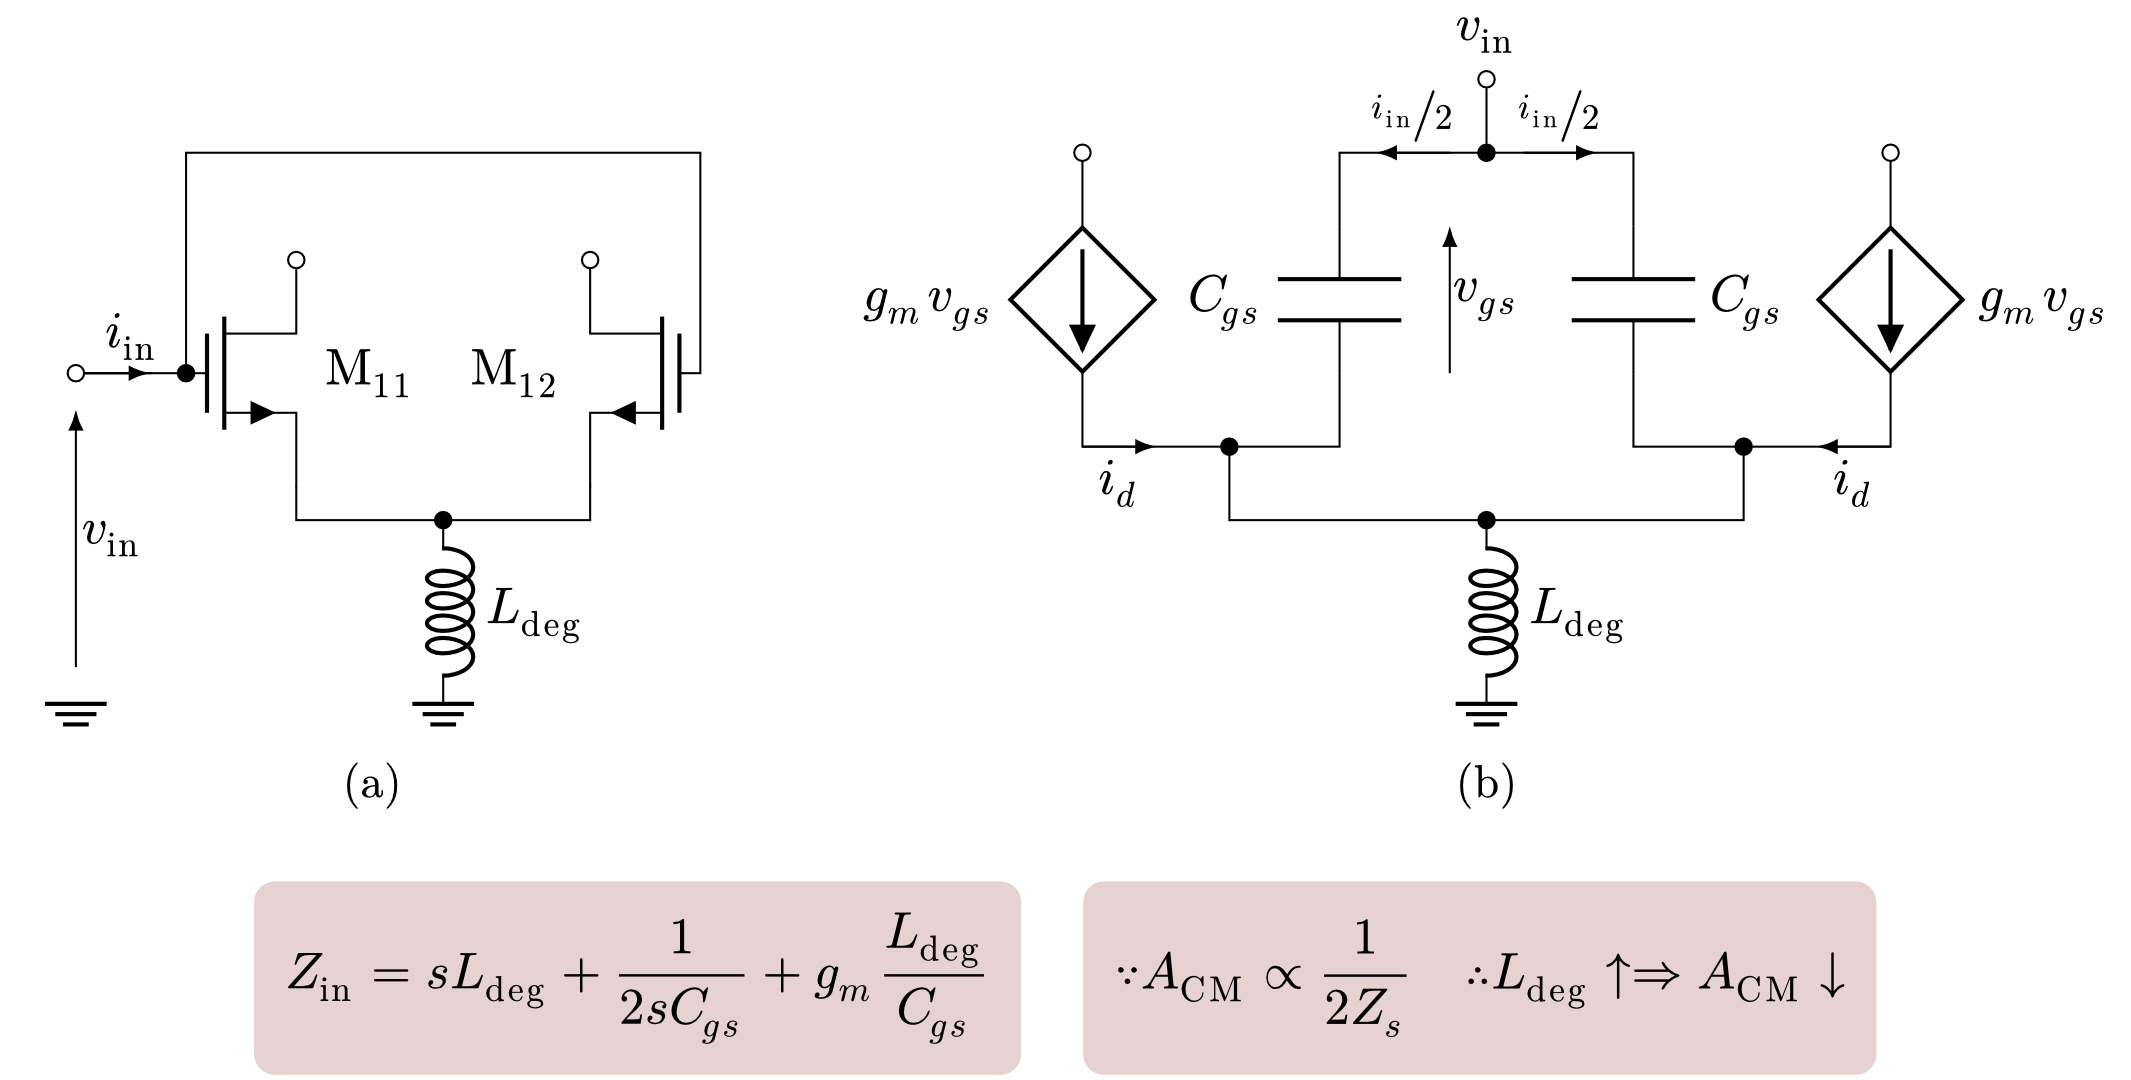 v_in
i_in/2 i_in/2
i_in
M_11 M_12
g_m v_gs C_gs v_gs C_gs g_m v_gs
i_d i_d
v_in
L_deg L_deg
(a) (b)
Z_in = sL_deg + 1/(2sC_gs) + g_m L_deg/C_gs
∵A_CM ∝ 1/(2Z_s) ∴L_deg ↑⇒ A_CM ↓